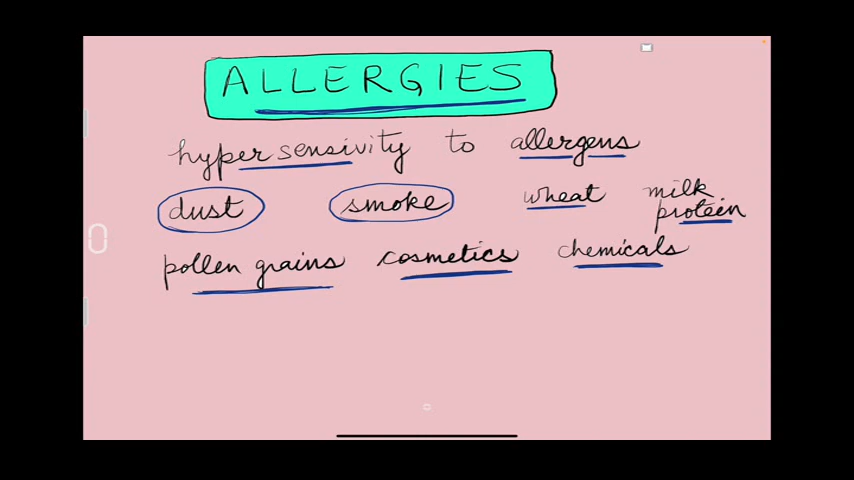 ALLERGIES
hypersensivity to allergens
dust smoke wheat milk protein
pollen grains cosmetics chemicals